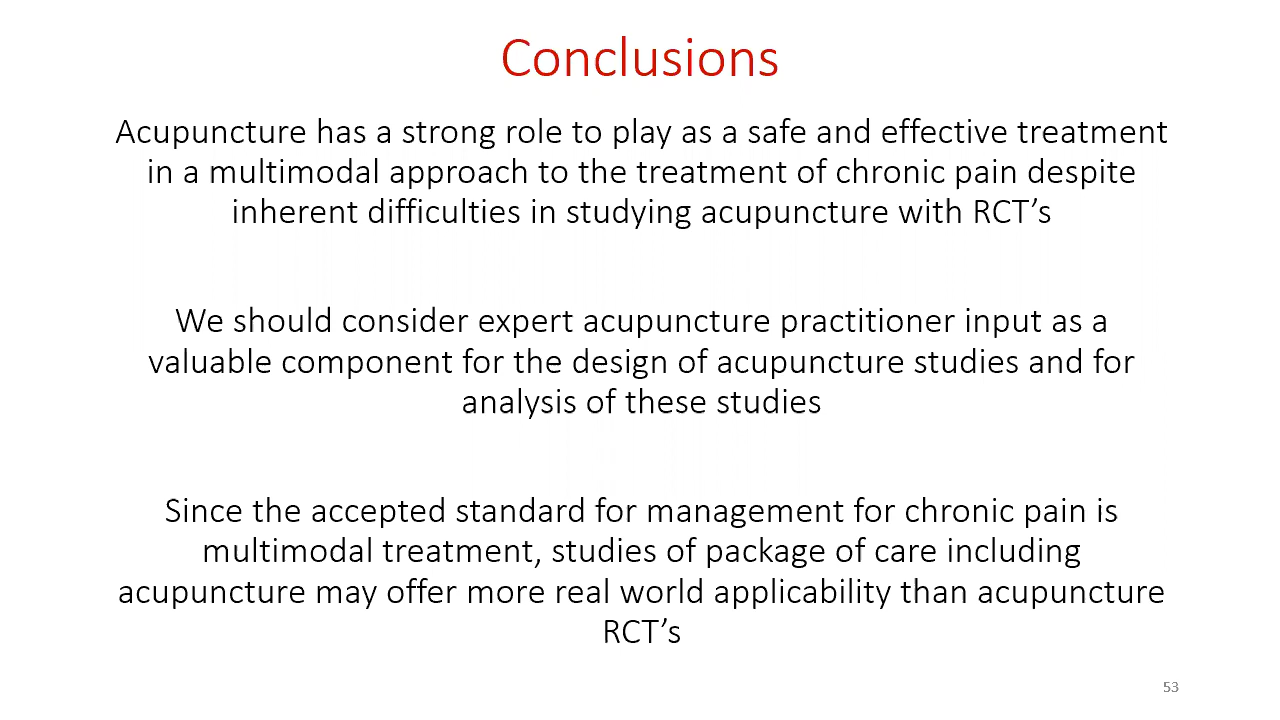 Conclusions
Acupuncture has a strong role to play as a safe and effective treatment
in a multimodal approach to the treatment of chronic pain despite
inherent difficulties in studying acupuncture with RCT’s
We should consider expert acupuncture practitioner input as a
valuable component for the design of acupuncture studies and for
analysis of these studies
Since the accepted standard for management for chronic pain is
multimodal treatment, studies of package of care including
acupuncture may offer more real world applicability than acupuncture
RCT’s
53